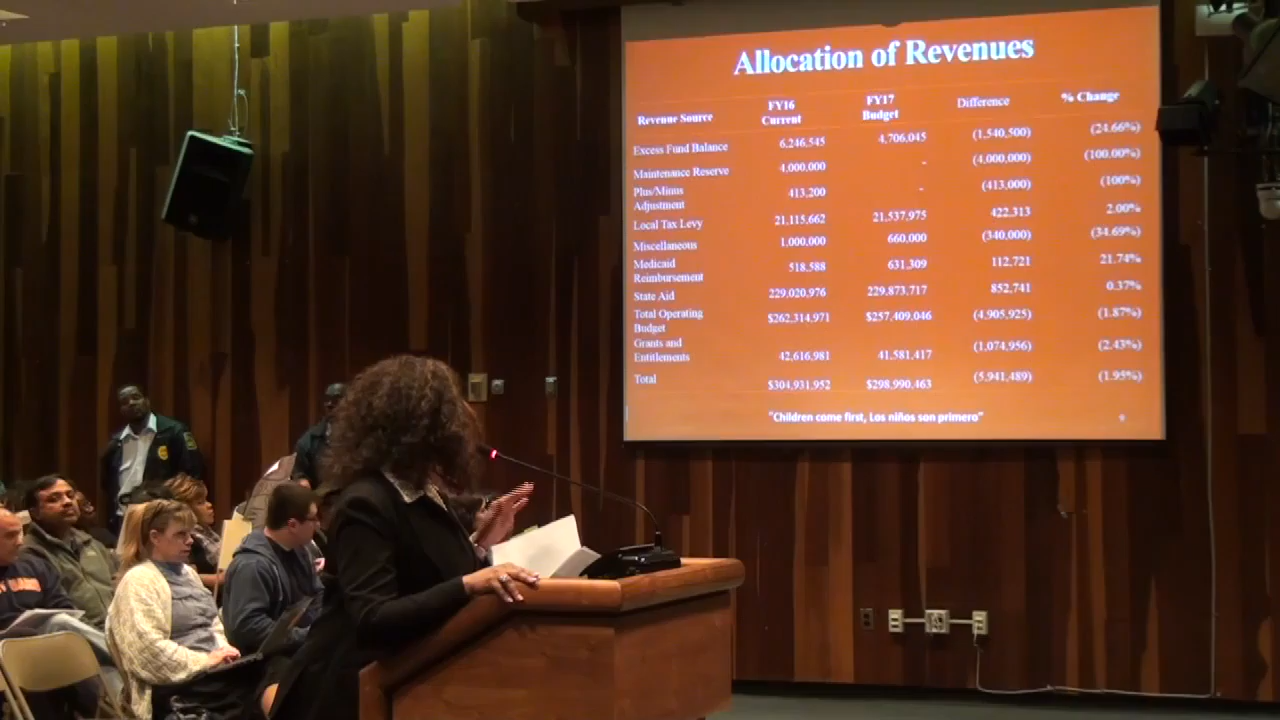 Allocation of Revenues
Revenue Source FY16 Current FY17 Budget Difference % Change
Excess Fund Balance 6,246,545 4,706,045 (1,540,500) (24.66%)
Maintenance Reserve 4,000,000 - (4,000,000) (100.00%)
Plus/Minus Adjustment 413,200 - (413,000) (100%)
Local Tax Levy 21,115,662 21,537,975 422,313 2.00%
Miscellaneous 1,000,000 660,000 (340,000) (34.69%)
Medicaid Reimbursement 518,588 631,309 112,721 21.74%
State Aid 229,020,976 229,873,717 852,741 0.37%
Total Operating Budget $262,314,971 $257,409,046 (4,905,925) (1.87%)
Grants and Entitlements 42,616,981 41,581,417 (1,074,956) (2.43%)
Total $304,931,952 $298,990,463 (5,941,489) (1.95%)
"Children come first, Los niños son primero" 9